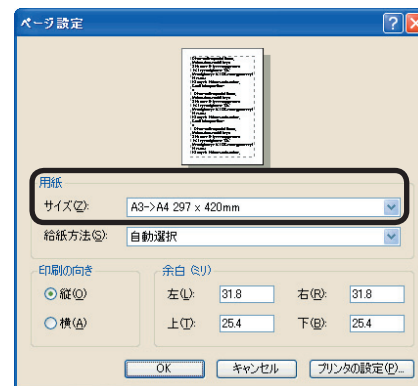 ページ設定
用紙
サイズ(Z): A3->A4 297 x 420mm
給紙方法(S): 自動選択
印刷の向き
縦(O)
横(A)
余白 (ミリ)
左(L): 31.8 右(R): 31.8
上(T): 25.4 下(B): 25.4
OK キャンセル プリンタの設定(P)...